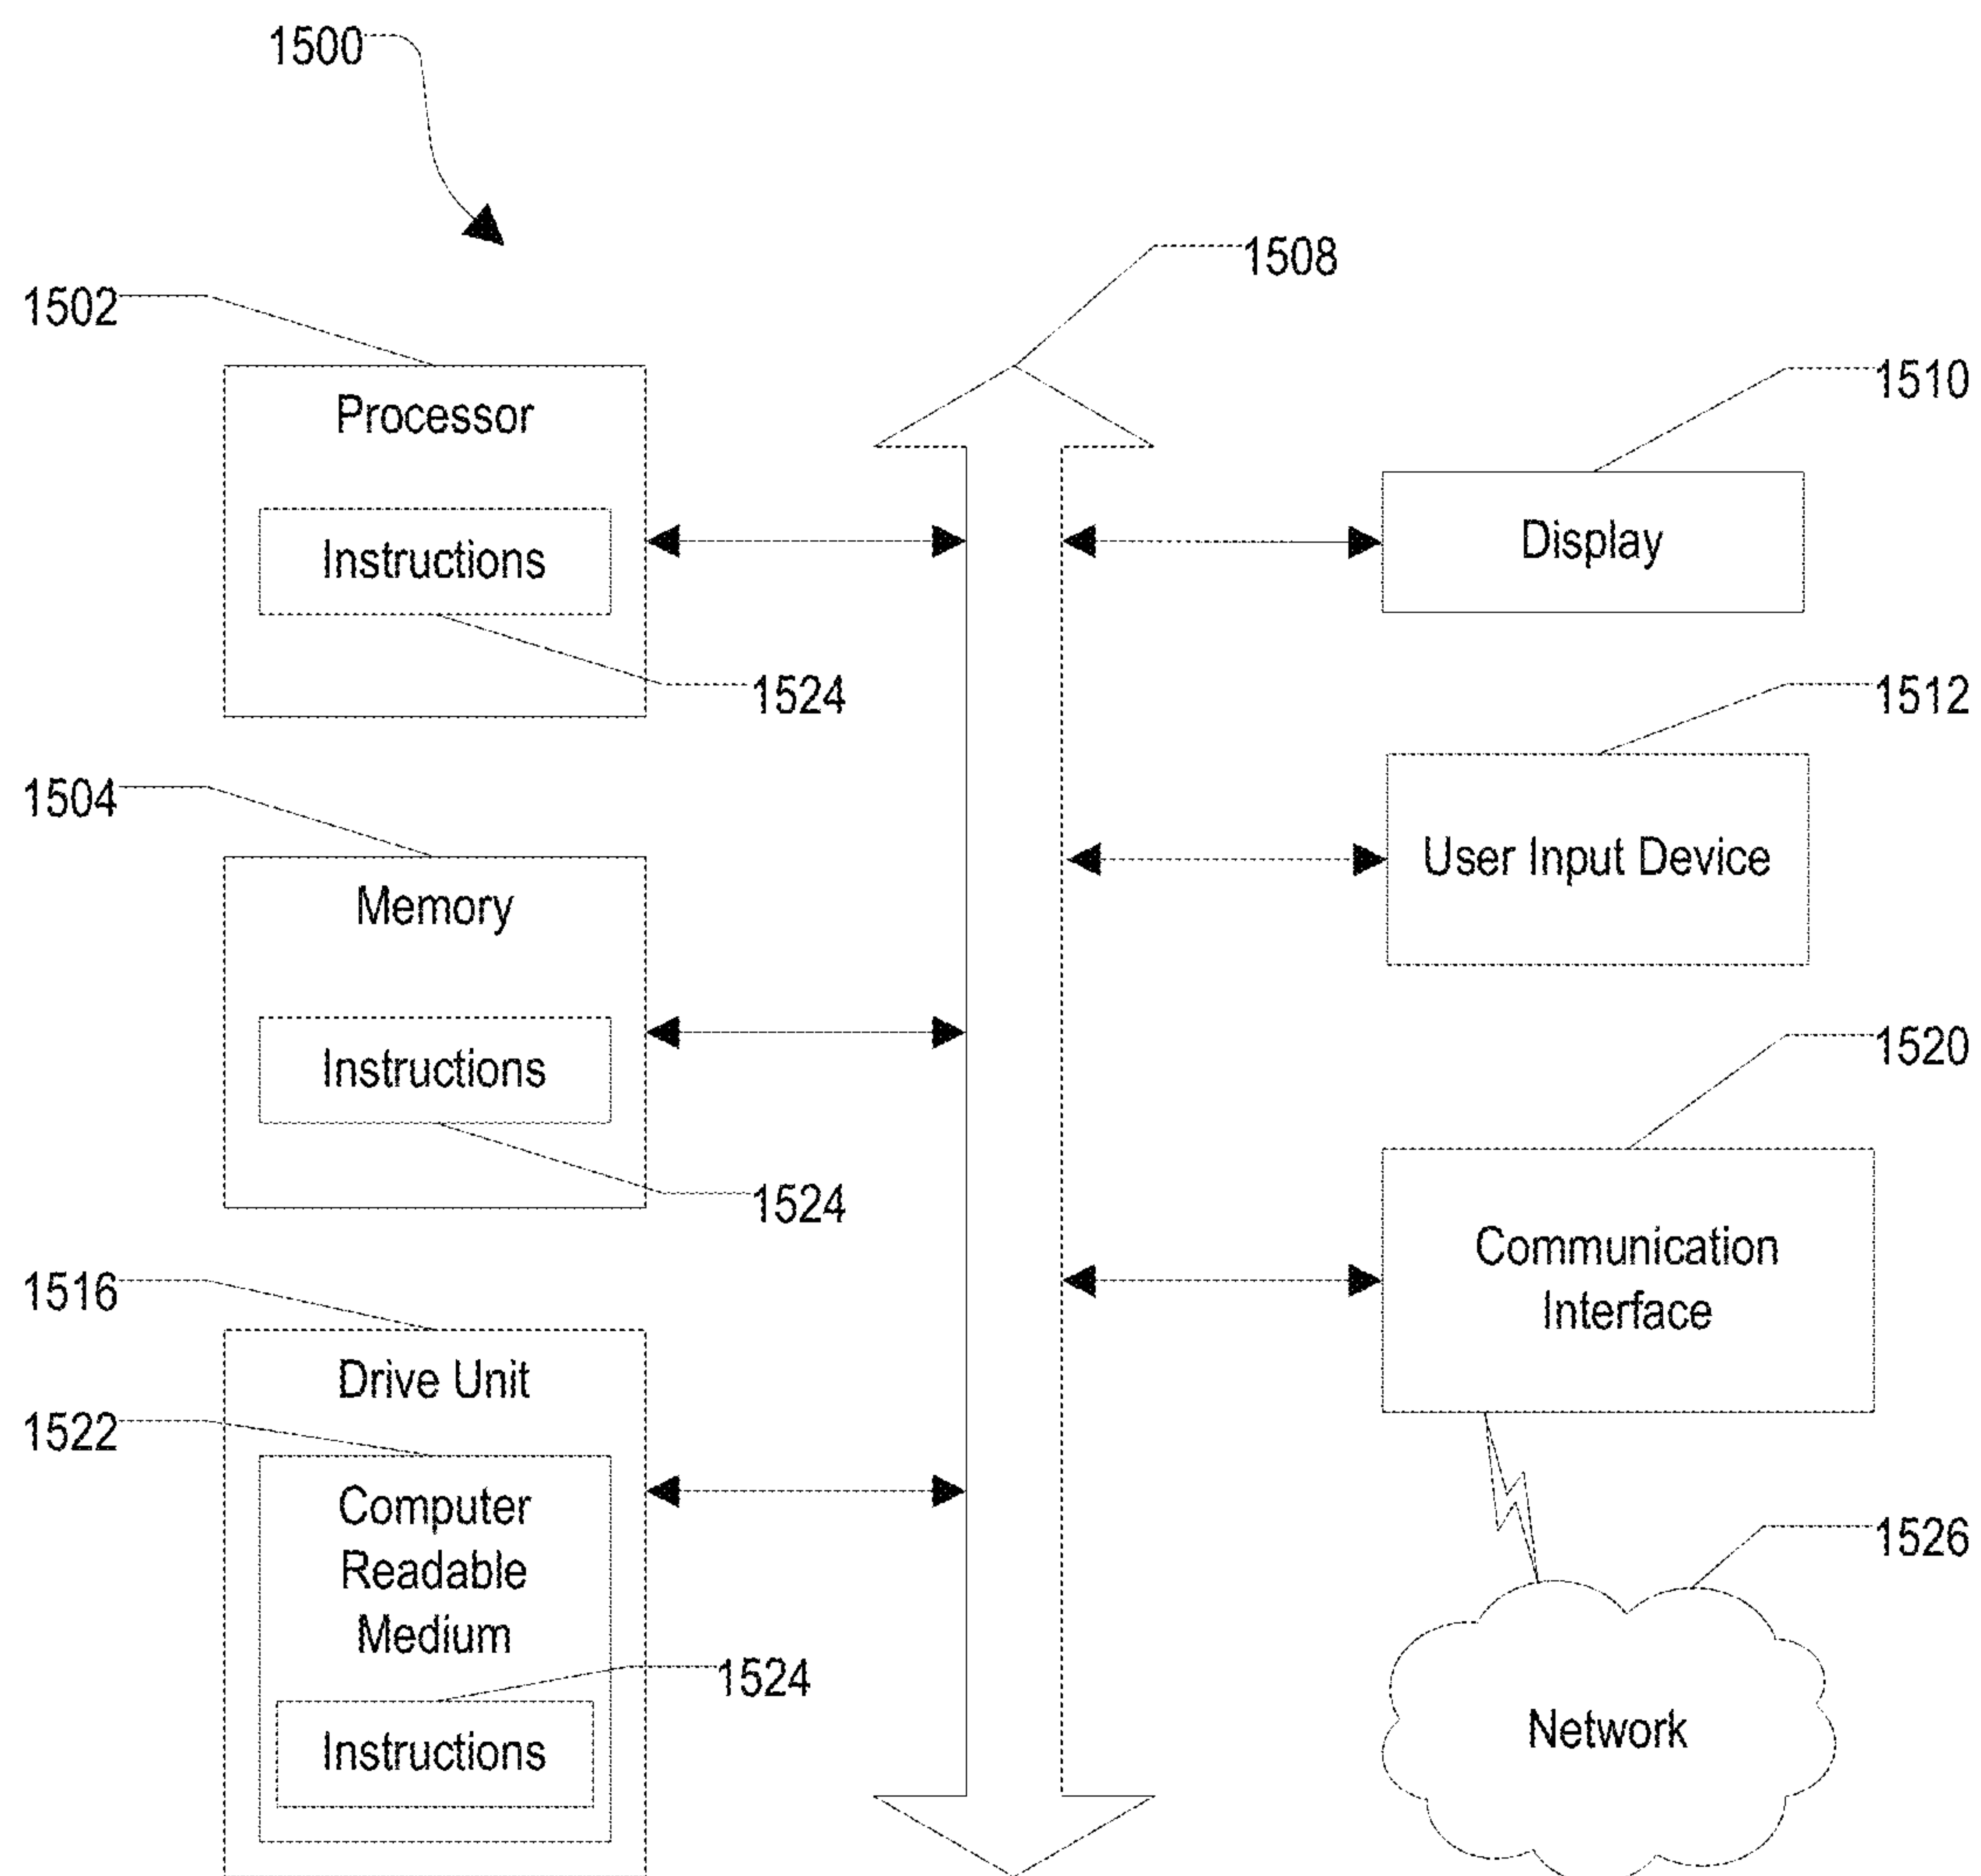 1500
1508
1502
1510
Processor
Display
Instructions
1524
1512
1504
User Input Device
Memory
1520
Instructions
1524
Communication
Interface
1516
Drive Unit
1522
Computer
Readable
Medium
1526
1524
Network
Instructions